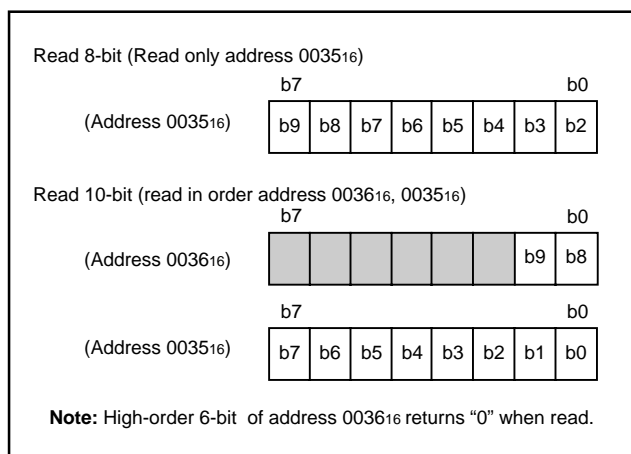 Read 8-bit (Read only address 003516)
b7 b0
(Address 003516) b9 b8 b7 b6 b5 b4 b3 b2
Read 10-bit (read in order address 003616, 003516)
b7 b0
(Address 003616) b9 b8
b7 b0
(Address 003516) b7 b6 b5 b4 b3 b2 b1 b0
Note: High-order 6-bit of address 003616 returns “0” when read.